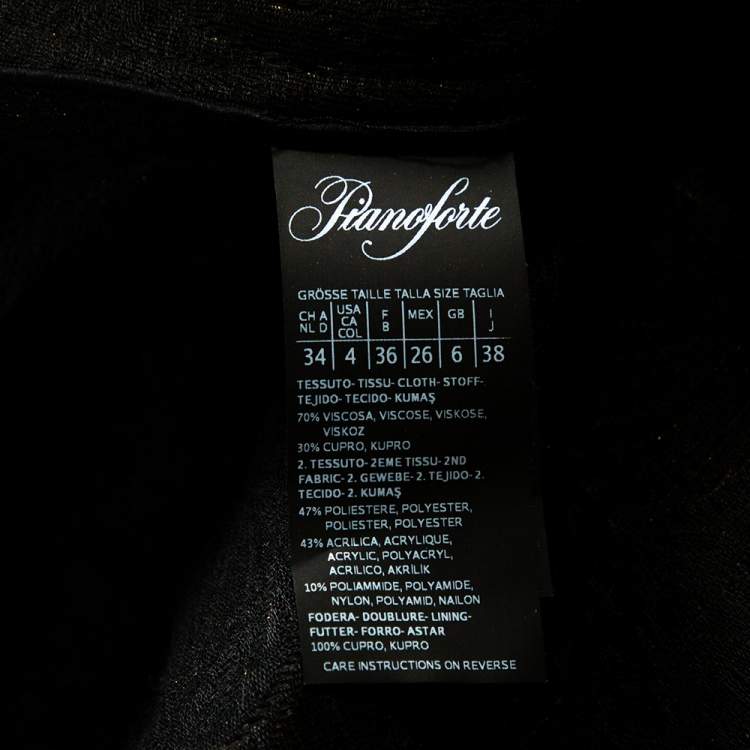 Pianoforte
GRÖSSE TAILLE TALLA SIZE TAGLIA
CH A NL D USA CA COL F B MEX GB I J
34 4 36 26 6 38
TESSUTO- TISSU- CLOTH- STOFF-
TEJIDO- TECIDO- KUMAŞ
70% VISCOSA, VISCOSE, VISKOSE,
VISKOZ
30% CUPRO, KUPRO
2. TESSUTO- 2EME TISSU- 2ND
FABRIC- 2. GEWEBE- 2. TEJIDO- 2.
TECIDO- 2. KUMAŞ
47% POLIESTERE, POLYESTER,
POLIESTER, POLYESTER
43% ACRILICA, ACRYLIQUE,
ACRYLIC, POLYACRYL,
ACRILICO, AKRİLİK
10% POLIAMMIDE, POLYAMIDE,
NYLON, POLYAMID, NAILON
FODERA- DOUBLURE- LINING-
FUTTER- FORRO- ASTAR
100% CUPRO, KUPRO
CARE INSTRUCTIONS ON REVERSE